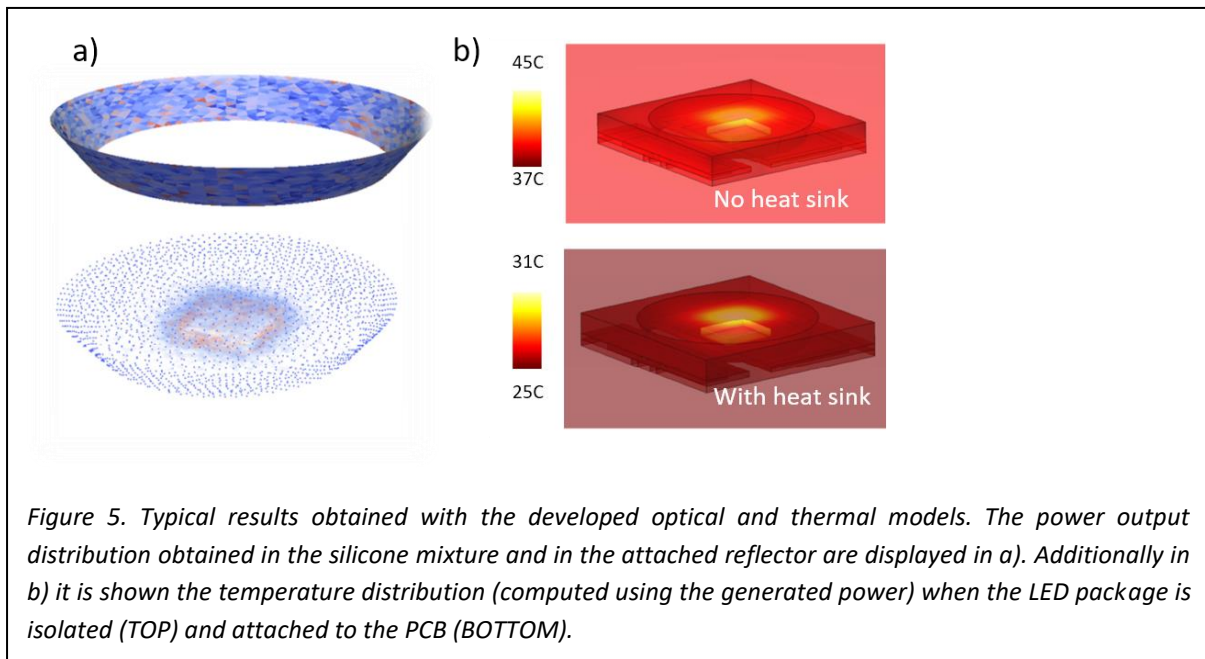 a)
b)
45C
37C
No heat sink
31C
25C
With heat sink
Figure 5. Typical results obtained with the developed optical and thermal models. The power output
distribution obtained in the silicone mixture and in the attached reflector are displayed in a). Additionally in
b) it is shown the temperature distribution (computed using the generated power) when the LED package is
isolated (TOP) and attached to the PCB (BOTTOM).